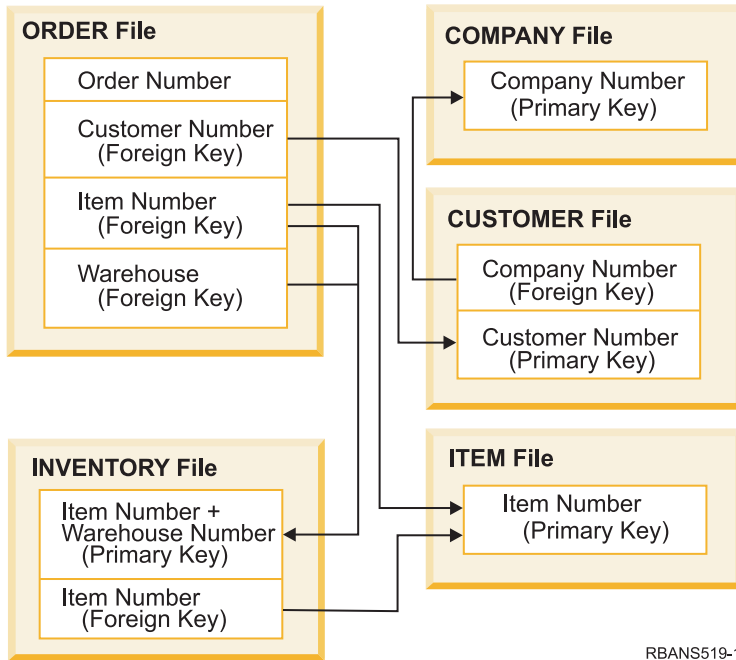 ORDER File
Order Number
Customer Number
(Foreign Key)
Item Number
(Foreign Key)
Warehouse
(Foreign Key)
COMPANY File
Company Number
(Primary Key)
CUSTOMER File
Company Number
(Foreign Key)
Customer Number
(Primary Key)
INVENTORY File
Item Number +
Warehouse Number
(Primary Key)
Item Number
(Foreign Key)
ITEM File
Item Number
(Primary Key)
RBANS519-1